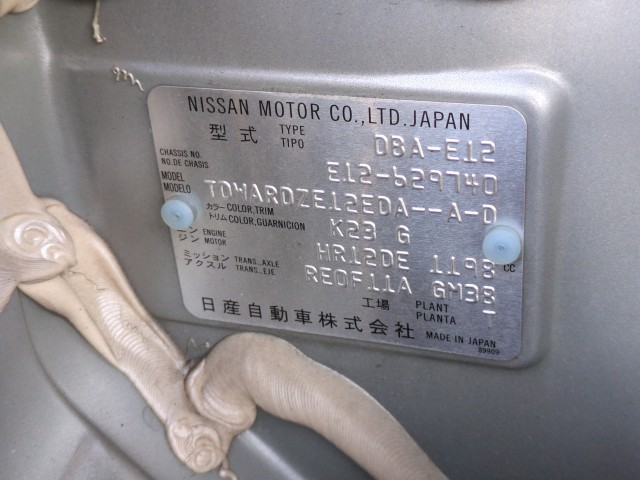 NISSAN MOTOR CO.,LTD.JAPAN
型式 TYPE TIPO DBA-E12
CHASSIS NO. NO.DE CHASIS E12-629740
MODEL MODELO TDWARDZE12EDA--A-D
カラー COLOR,TRIM トリム COLOR,GUARNICION K23 G
ン ENGINE ジン MOTOR HR12DE 1198 CC
ミッション TRANS. AXLE アクスル TRANS. EJE RE0F11A GM38
工場 PLANT PLANTA T
日産自動車株式会社 MADE IN JAPAN
89909